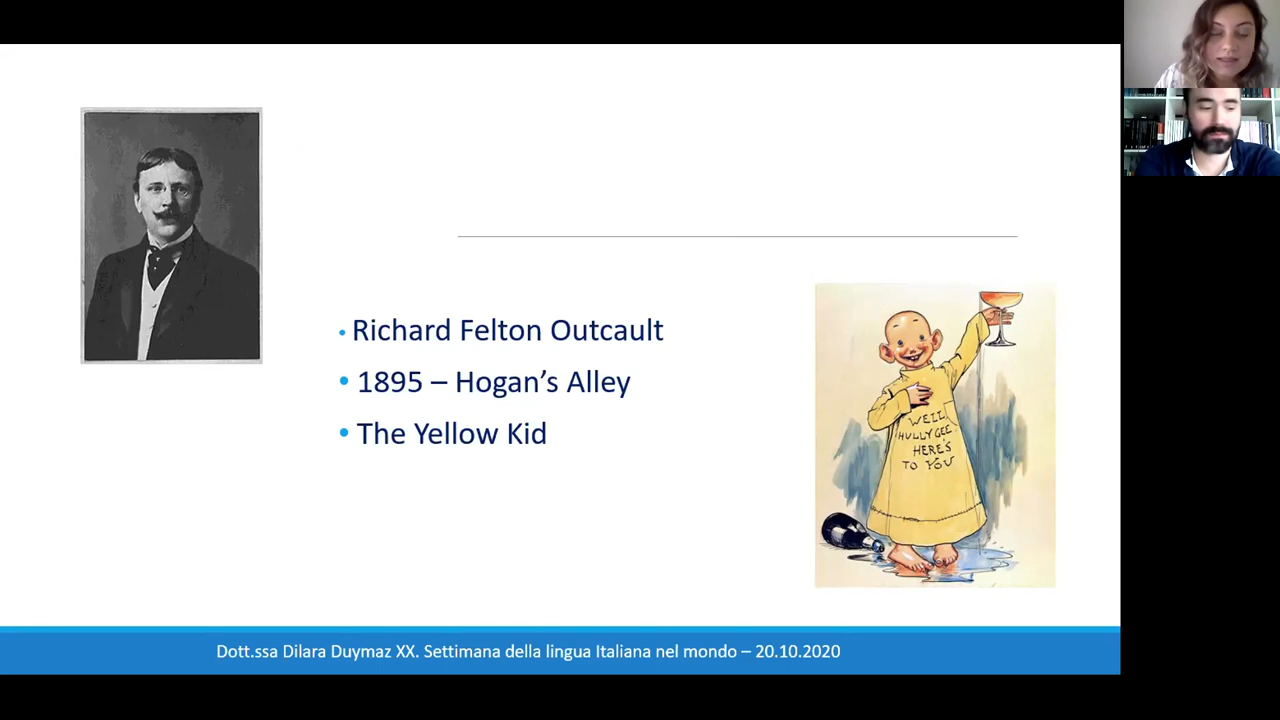 • Richard Felton Outcault
• 1895 – Hogan's Alley
• The Yellow Kid
WELL
HULLY GEE
HERE'S
TO YOU
Dott.ssa Dilara Duymaz XX. Settimana della lingua Italiana nel mondo – 20.10.2020